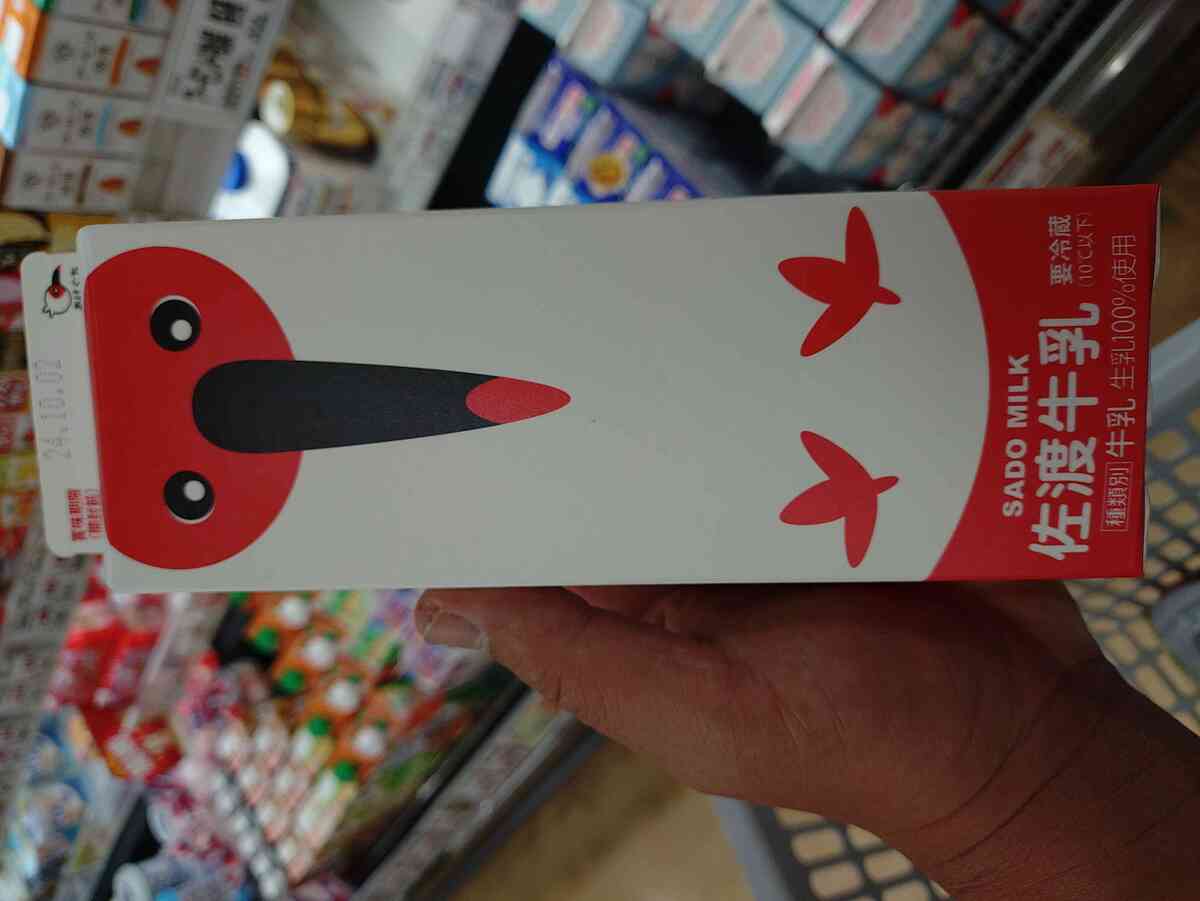 24.10.02
賞味期限
(開封前)
SADO MILK
佐渡牛乳
要冷蔵
(10℃以下)
種類別 牛乳 生乳100%使用